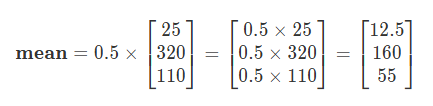 mean = 0.5 × [25 320 110] = [0.5 × 25 0.5 × 320 0.5 × 110] = [12.5 160 55]